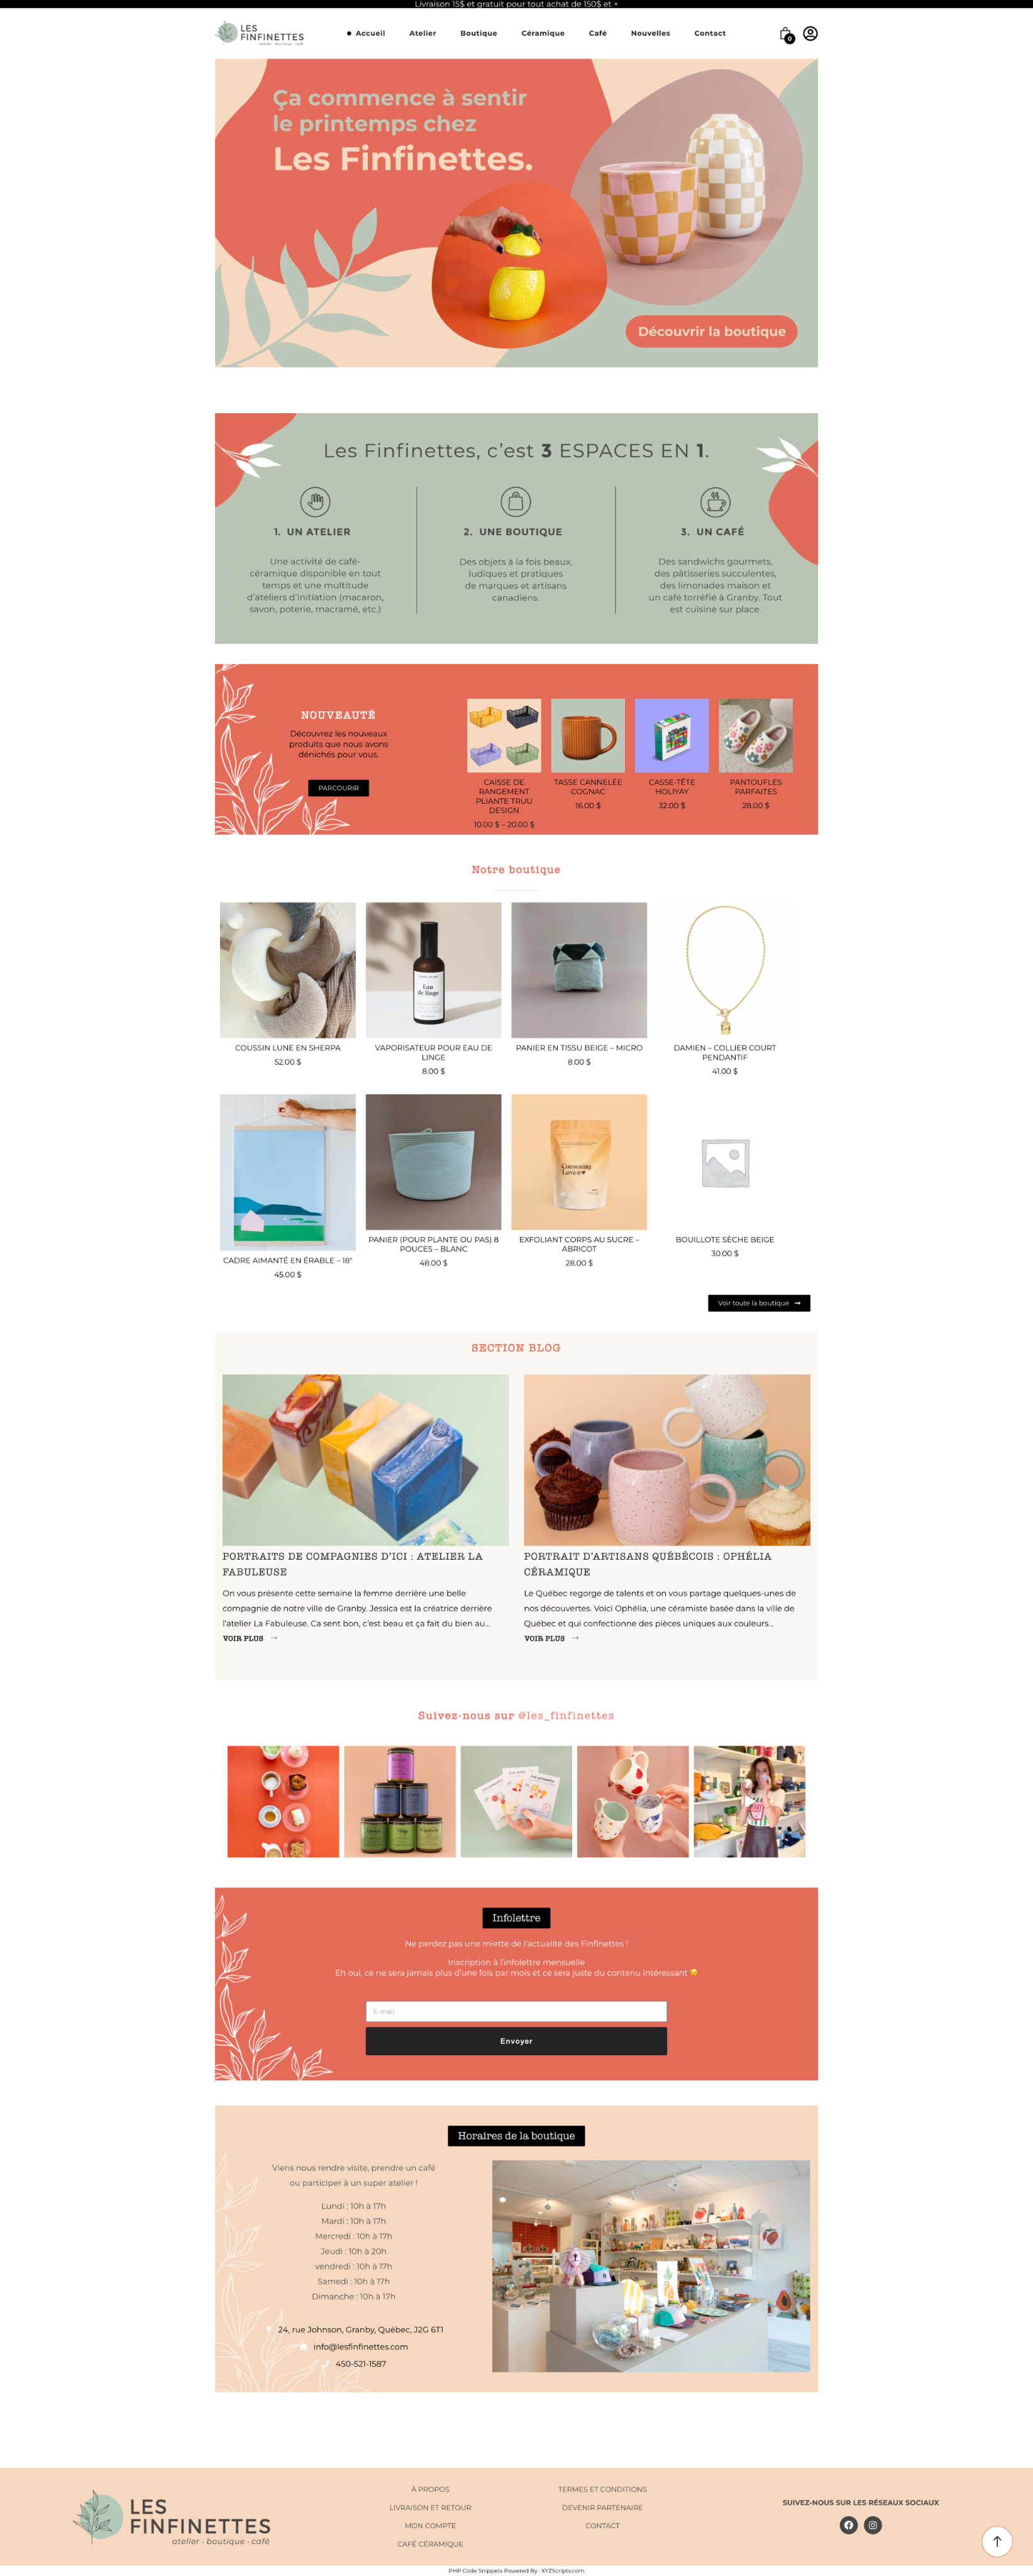 Livraison 15$ et gratuit pour tout achat de 150$ et +
LES
FINFINETTES
atelier · boutique · café
Accueil
Atelier
Boutique
Céramique
Café
Nouvelles
Contact
0
Ça commence à sentir
le printemps chez
Les Finfinettes.
Découvrir la boutique
Les Finfinettes, c'est 3 ESPACES EN 1.
1. UN ATELIER
Une activité de café-
céramique disponible en tout
temps et une multitude
d'ateliers d'initiation (macaron,
savon, poterie, macramé, etc.)
2. UNE BOUTIQUE
Des objets à la fois beaux,
ludiques et pratiques
de marques et artisans
canadiens.
3. UN CAFÉ
Des sandwichs gourmets,
des pâtisseries succulentes,
des limonades maison et
un café torréfié à Granby. Tout
est cuisiné sur place.
NOUVEAUTÉ
Découvrez les nouveaux
produits que nous avons
dénichés pour vous.
PARCOURIR
CAISSE DE
RANGEMENT
PLIANTE TRUU
DESIGN
10.00 $ – 20.00 $
TASSE CANNELÉE
COGNAC
16.00 $
CASSE-TÊTE
HOLIYAY
32.00 $
PANTOUFLES
PARFAITES
28.00 $
Notre boutique
COUSSIN LUNE EN SHERPA
52.00 $
Eau
de linge
VAPORISATEUR POUR EAU DE
LINGE
8.00 $
PANIER EN TISSU BEIGE – MICRO
8.00 $
DAMIEN – COLLIER COURT
PENDANTIF
41.00 $
CADRE AIMANTÉ EN ÉRABLE – 18"
45.00 $
PANIER (POUR PLANTE OU PAS) 8
POUCES – BLANC
48.00 $
Cocooning
Love
EXFOLIANT CORPS AU SUCRE –
ABRICOT
28.00 $
BOUILLOTE SÈCHE BEIGE
30.00 $
Voir toute la boutique
SECTION BLOG
PORTRAITS DE COMPAGNIES D'ICI : ATELIER LA
FABULEUSE
On vous présente cette semaine la femme derrière une belle
compagnie de notre ville de Granby. Jessica est la créatrice derrière
l'atelier La Fabuleuse. Ca sent bon, c'est beau et ça fait du bien au...
VOIR PLUS →
PORTRAIT D'ARTISANS QUÉBÉCOIS : OPHÉLIA
CÉRAMIQUE
Le Québec regorge de talents et on vous partage quelques-unes de
nos découvertes. Voici Ophélia, une céramiste basée dans la ville de
Québec et qui confectionne des pièces uniques aux couleurs...
VOIR PLUS →
Suivez-nous sur @les_finfinettes
Infolettre
Ne perdez pas une miette de l'actualité des Finfinettes !
Inscription à l'infolettre mensuelle
Eh oui, ce ne sera jamais plus d'une fois par mois et ce sera juste du contenu intéressant
E-mail
Envoyer
Horaires de la boutique
Viens nous rendre visite, prendre un café
ou participer à un super atelier !
Lundi : 10h à 17h
Mardi : 10h à 17h
Mercredi : 10h à 17h
Jeudi : 10h à 20h
vendredi : 10h à 17h
Samedi : 10h à 17h
Dimanche : 10h à 17h
24, rue Johnson, Granby, Québec, J2G 6T1
info@lesfinfinettes.com
450-521-1587
LES
FINFINETTES
atelier · boutique · café
À PROPOS
LIVRAISON ET RETOUR
MON COMPTE
CAFÉ CÉRAMIQUE
TERMES ET CONDITIONS
DEVENIR PARTENAIRE
CONTACT
SUIVEZ-NOUS SUR LES RÉSEAUX SOCIAUX
PHP Code Snippets Powered By : XYZScripts.com